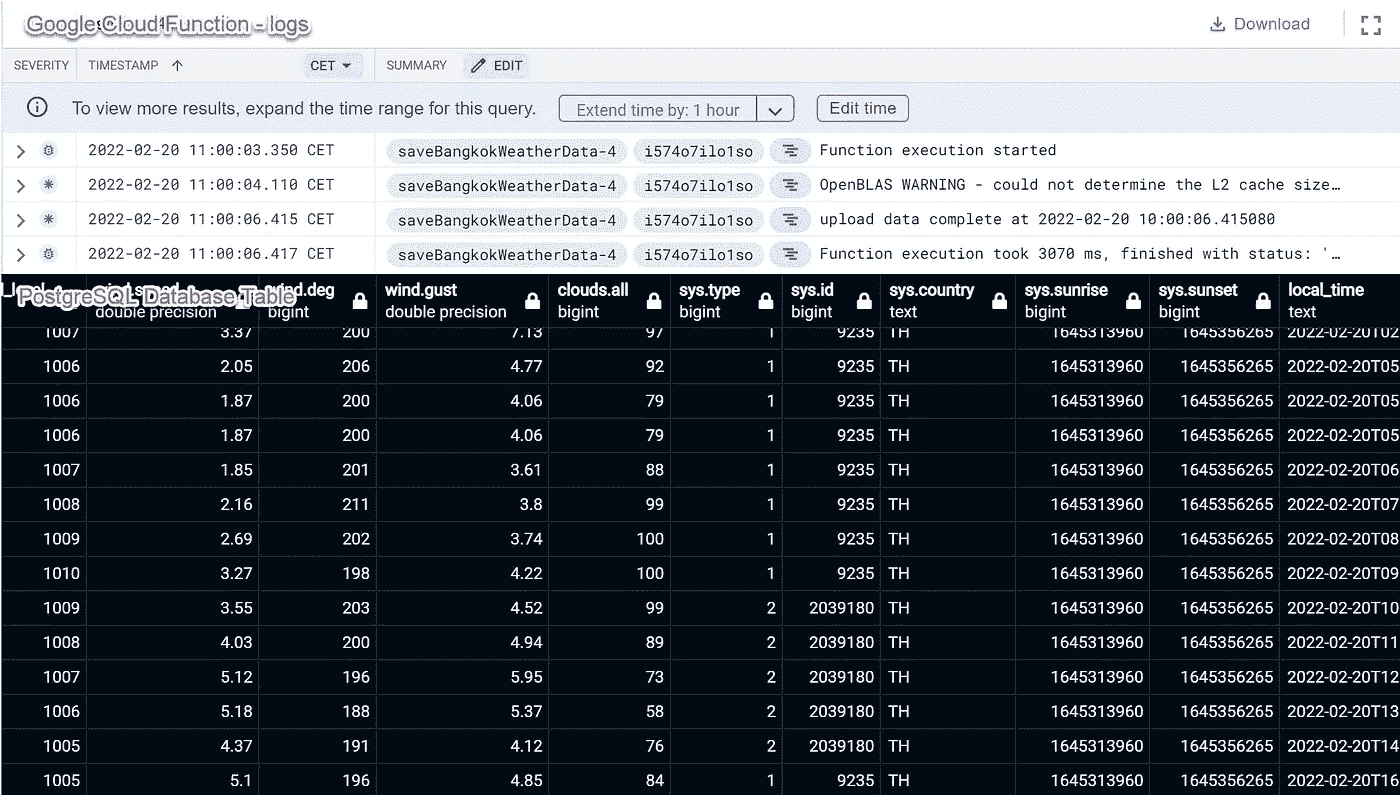 Google Cloud Function - logs
Download
SEVERITY TIMESTAMP CET SUMMARY EDIT
To view more results, expand the time range for this query. Extend time by: 1 hour Edit time
2022-02-20 11:00:03.350 CET saveBangkokWeatherData-4 i574o7ilo1so Function execution started
2022-02-20 11:00:04.110 CET saveBangkokWeatherData-4 i574o7ilo1so OpenBLAS WARNING - could not determine the L2 cache size…
2022-02-20 11:00:06.415 CET saveBangkokWeatherData-4 i574o7ilo1so upload data complete at 2022-02-20 10:00:06.415080
2022-02-20 11:00:06.417 CET saveBangkokWeatherData-4 i574o7ilo1so Function execution took 3070 ms, finished with status: '…
PostgreSQL Database Table
wind.deg wind.gust clouds.all sys.type sys.id sys.country sys.sunrise sys.sunset local_time
double precision bigint double precision bigint bigint bigint text bigint bigint text
1007 3.37 200 7.13 97 1 9235 TH 1645313960 1645356265 2022-02-20T02
1006 2.05 206 4.77 92 1 9235 TH 1645313960 1645356265 2022-02-20T05
1006 1.87 200 4.06 79 1 9235 TH 1645313960 1645356265 2022-02-20T05
1006 1.87 200 4.06 79 1 9235 TH 1645313960 1645356265 2022-02-20T05
1007 1.85 201 3.61 88 1 9235 TH 1645313960 1645356265 2022-02-20T06
1008 2.16 211 3.8 99 1 9235 TH 1645313960 1645356265 2022-02-20T07
1009 2.69 202 3.74 100 1 9235 TH 1645313960 1645356265 2022-02-20T08
1010 3.27 198 4.22 100 1 9235 TH 1645313960 1645356265 2022-02-20T09
1009 3.55 203 4.52 99 2 2039180 TH 1645313960 1645356265 2022-02-20T10
1008 4.03 200 4.94 89 2 2039180 TH 1645313960 1645356265 2022-02-20T11
1007 5.12 196 5.95 73 2 2039180 TH 1645313960 1645356265 2022-02-20T12
1006 5.18 188 5.37 58 2 2039180 TH 1645313960 1645356265 2022-02-20T13
1005 4.37 191 4.12 76 2 2039180 TH 1645313960 1645356265 2022-02-20T14
1005 5.1 196 4.85 84 1 9235 TH 1645313960 1645356265 2022-02-20T16